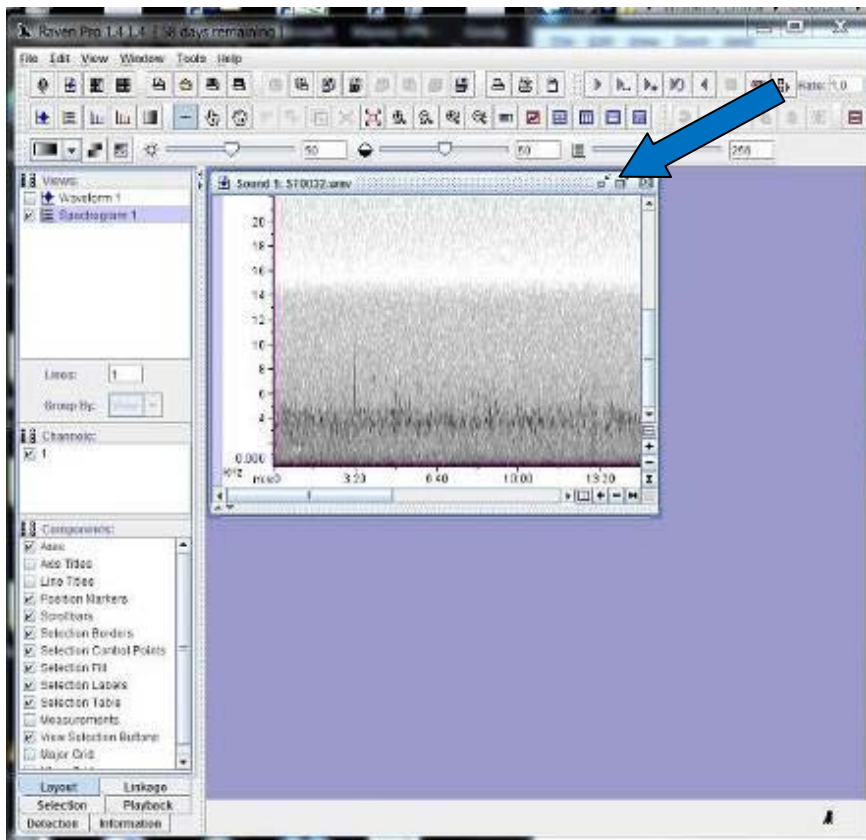 Raven Pro 1.4 1.4 [ 58 days remaining ]
File Edit View Window Tools Help
Rate: 1.0
50 50 256
Views:
Waveform 1
Spectrogram 1
Lines: 1
Group By: View
Channels:
1
Components:
Axes
Axis Titles
Line Titles
Position Markers
Scrollbars
Selection Borders
Selection Control Points
Selection Fill
Selection Labels
Selection Table
Measurements
View Selection Buttons
Major Grid
Layout Linkage
Selection Playback
Detection Information
Sound 1: ST0032.wav
20
18
16
14
12
10
8
6
4
0.000
kHz
m:s0 3:20 6:40 10:00 13:20